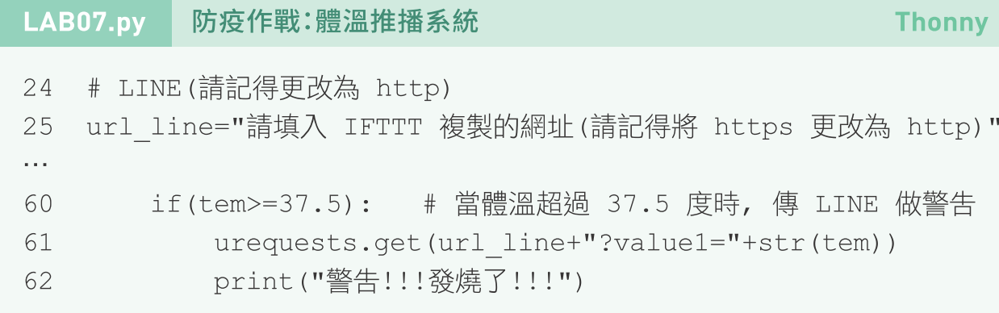 LAB07.py 防疫作戰：體溫推播系統 Thonny
24 # LINE(請記得更改為 http)
25 url_line="請填入 IFTTT 複製的網址(請記得將 https 更改為 http)"
…
60 if(tem>=37.5): # 當體溫超過 37.5 度時, 傳 LINE 做警告
61 urequests.get(url_line+"?value1="+str(tem))
62 print("警告!!!發燒了!!!")